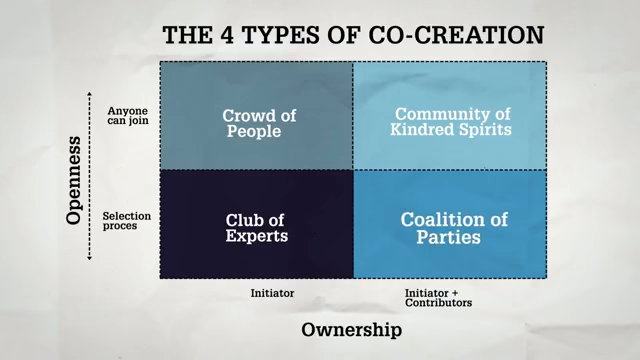 THE 4 TYPES OF CO-CREATION
Anyone
can join
Crowd of
People
Community of
Kindred Spirits
Openness
Selection
proces
Club of
Experts
Coalition of
Parties
Initiator
Initiator +
Contributors
Ownership